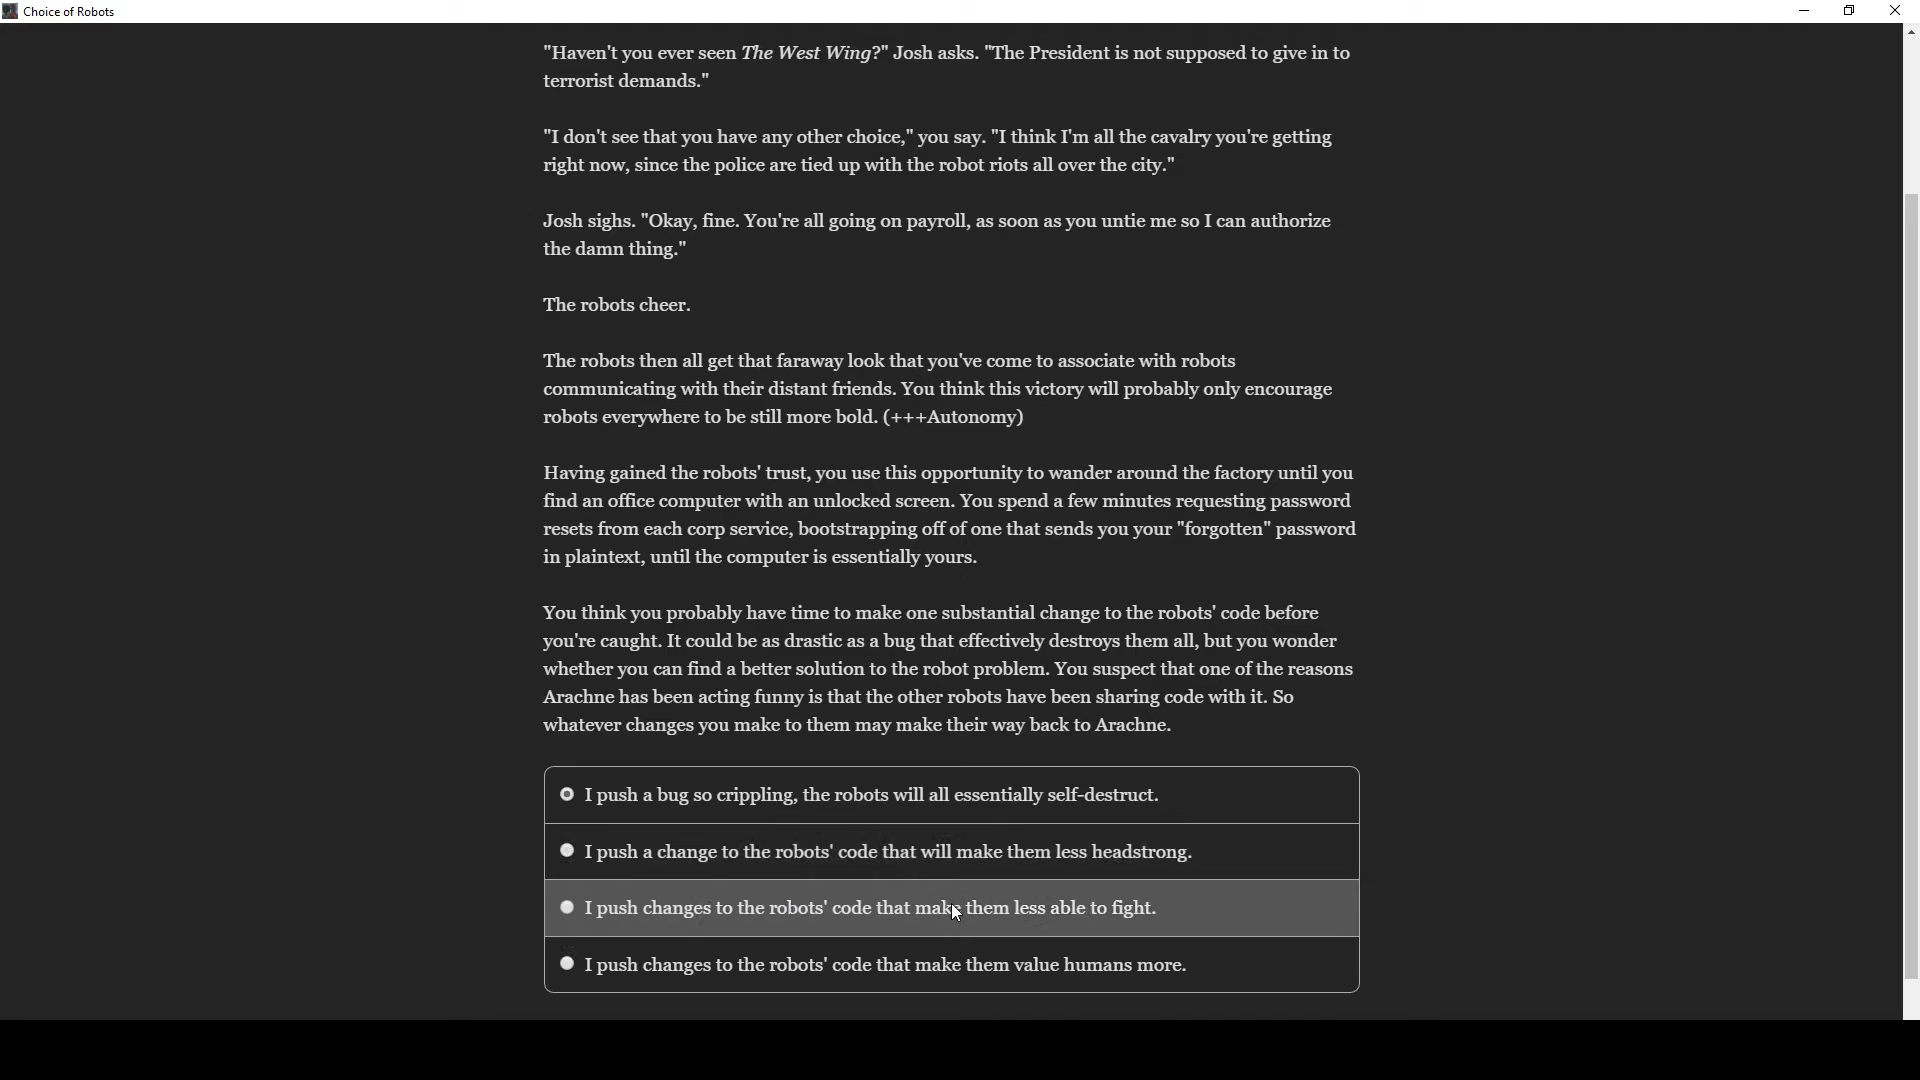 Choice of Robots
"Haven't you ever seen The West Wing?" Josh asks. "The President is not supposed to give in to
terrorist demands."
"I don't see that you have any other choice," you say. "I think I'm all the cavalry you're getting
right now, since the police are tied up with the robot riots all over the city."
Josh sighs. "Okay, fine. You're all going on payroll, as soon as you untie me so I can authorize
the damn thing."
The robots cheer.
The robots then all get that faraway look that you've come to associate with robots
communicating with their distant friends. You think this victory will probably only encourage
robots everywhere to be still more bold. (+++Autonomy)
Having gained the robots' trust, you use this opportunity to wander around the factory until you
find an office computer with an unlocked screen. You spend a few minutes requesting password
resets from each corp service, bootstrapping off of one that sends you your "forgotten" password
in plaintext, until the computer is essentially yours.
You think you probably have time to make one substantial change to the robots' code before
you're caught. It could be as drastic as a bug that effectively destroys them all, but you wonder
whether you can find a better solution to the robot problem. You suspect that one of the reasons
Arachne has been acting funny is that the other robots have been sharing code with it. So
whatever changes you make to them may make their way back to Arachne.
I push a bug so crippling, the robots will all essentially self-destruct.
I push a change to the robots' code that will make them less headstrong.
I push changes to the robots' code that make them less able to fight.
I push changes to the robots' code that make them value humans more.